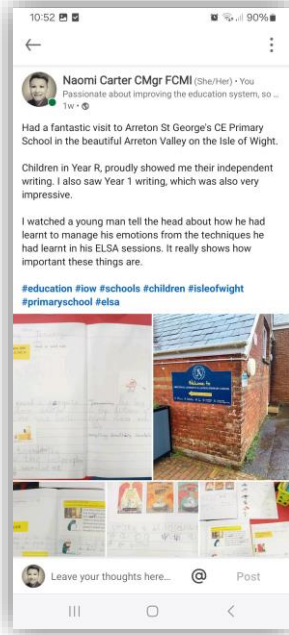 10:52
90%
Naomi Carter CMgr FCMI (She/Her) • You
Passionate about improving the education system, so ...
1w •
Had a fantastic visit to Arreton St George's CE Primary
School in the beautiful Arreton Valley on the Isle of Wight.
Children in Year R, proudly showed me their independent
writing. I also saw Year 1 writing, which was also very
impressive.
I watched a young man tell the head about how he had
learnt to manage his emotions from the techniques he
had learnt in his ELSA sessions. It really shows how
important these things are.
#education #iow #schools #children #isleofwight
#primaryschool #elsa
Welcome to
Leave your thoughts here...
@
Post